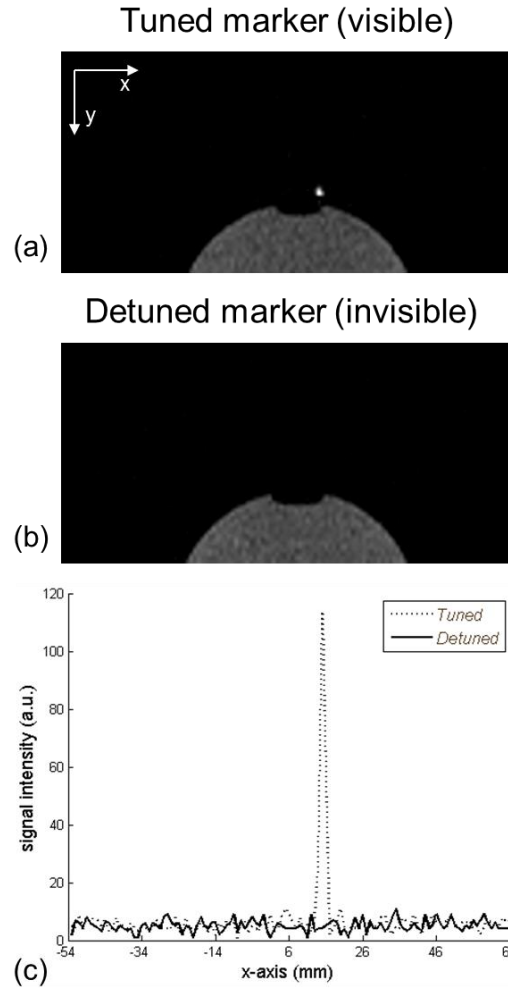 Tuned marker (visible)
x
y
(a)
Detuned marker (invisible)
(b)
120
100
80
60
40
20
0
signal intensity (a.u.)
Tuned
Detuned
-54 -34 -14 6 26 46
x-axis (mm)
(c)